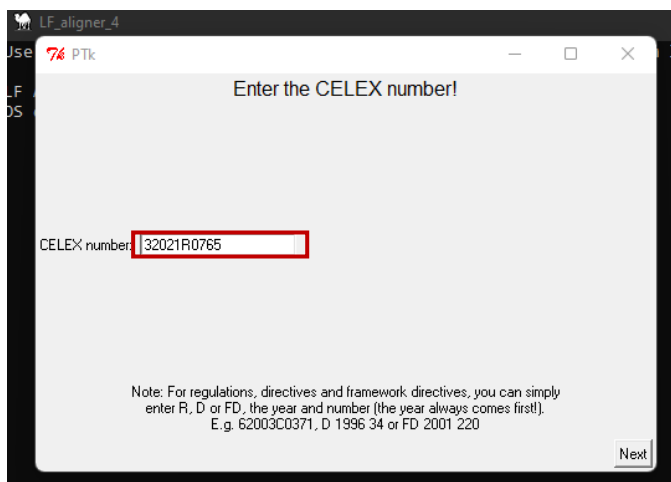 LF_aligner_4
PTk
Enter the CELEX number!
CELEX number: 32021R0765
Note: For regulations, directives and framework directives, you can simply
enter R, D or FD, the year and number (the year always comes first!).
E.g. 62003C0371, D 1996 34 or FD 2001 220
Next